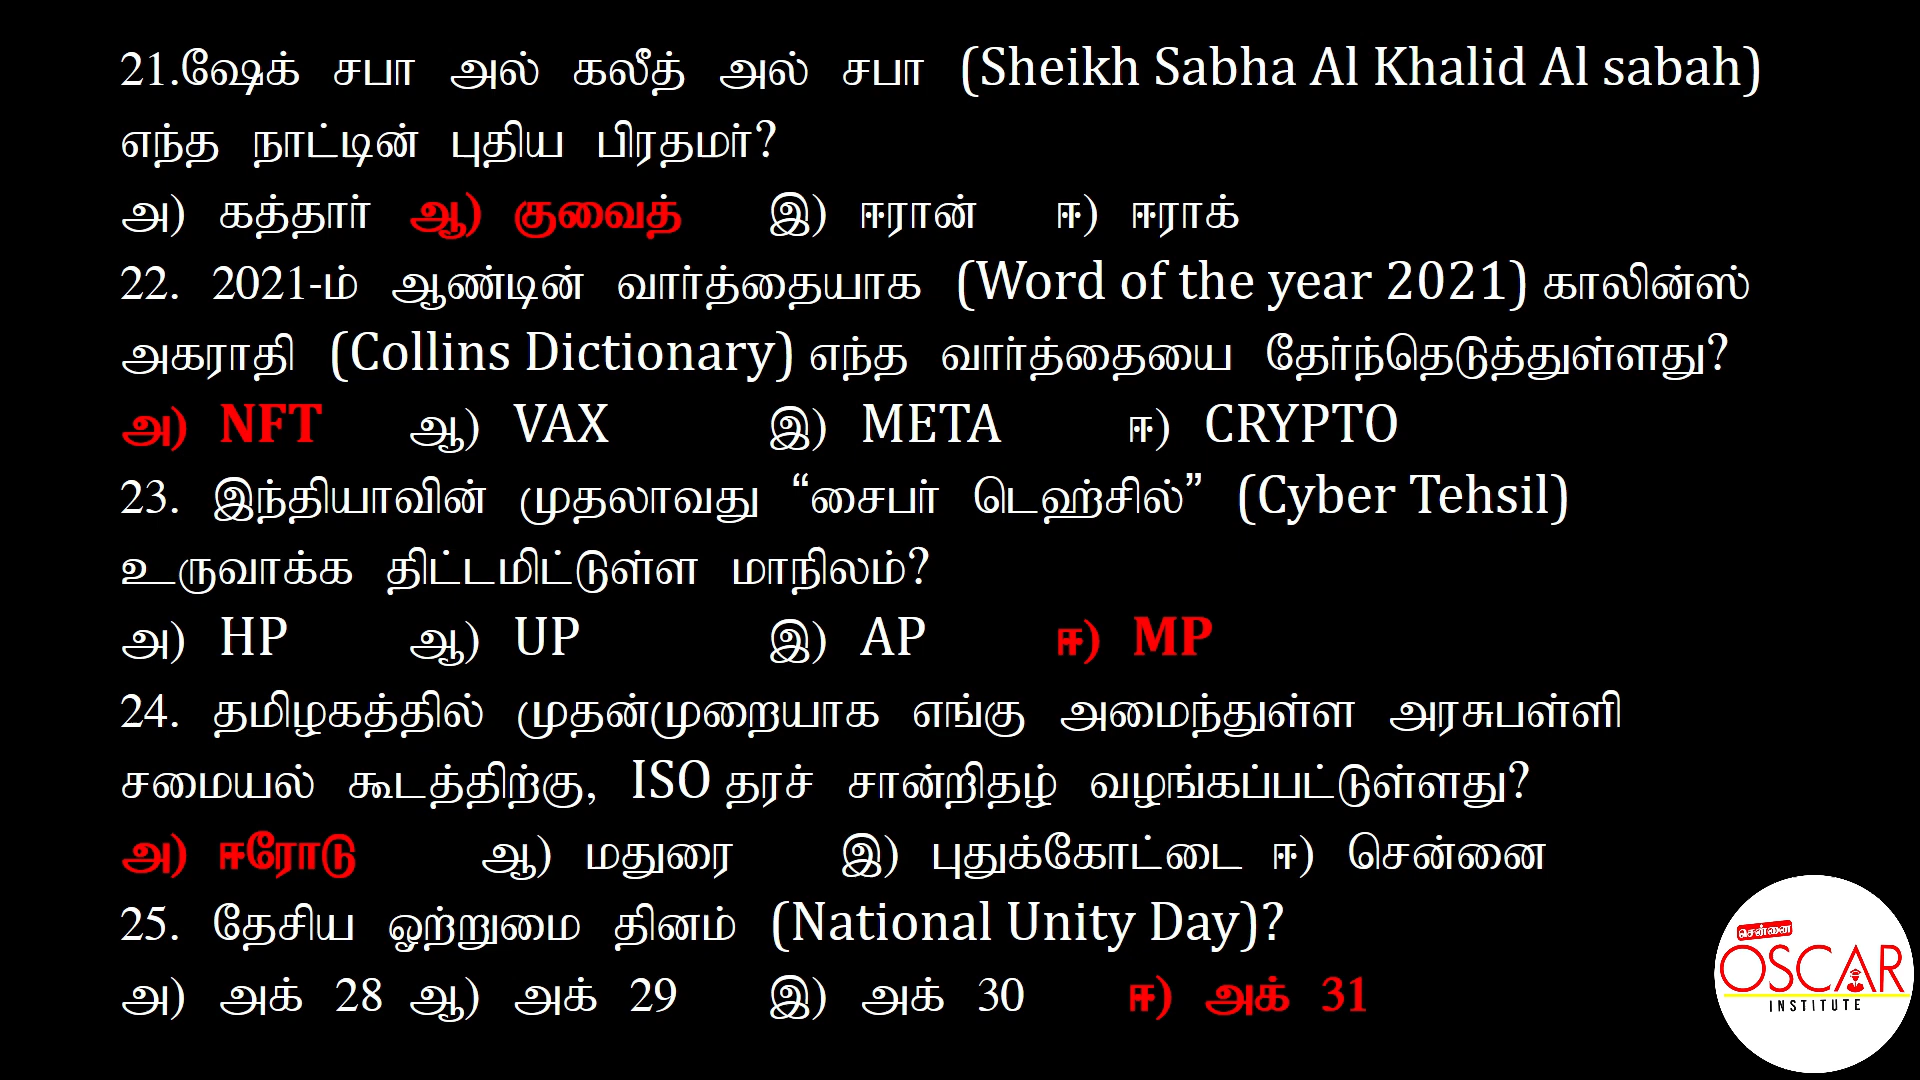 21.ஷேக் சபா அல் கலீத் அல் சபா (Sheikh Sabha Al Khalid Al sabah)
எந்த நாட்டின் புதிய பிரதமர்?
அ) கத்தார் ஆ) குவைத் இ) ஈரான் ஈ) ஈராக்
22. 2021-ம் ஆண்டின் வார்த்தையாக (Word of the year 2021) காலின்ஸ்
அகராதி (Collins Dictionary) எந்த வார்த்தையை தேர்ந்தெடுத்துள்ளது?
அ) NFT ஆ) VAX இ) META ஈ) CRYPTO
23. இந்தியாவின் முதலாவது “சைபர் டெஹ்சில்” (Cyber Tehsil)
உருவாக்க திட்டமிட்டுள்ள மாநிலம்?
அ) HP ஆ) UP இ) AP ஈ) MP
24. தமிழகத்தில் முதன்முறையாக எங்கு அமைந்துள்ள அரசுபள்ளி
சமையல் கூடத்திற்கு, ISO தரச் சான்றிதழ் வழங்கப்பட்டுள்ளது?
அ) ஈரோடு ஆ) மதுரை இ) புதுக்கோட்டை ஈ) சென்னை
25. தேசிய ஒற்றுமை தினம் (National Unity Day)?
அ) அக் 28 ஆ) அக் 29 இ) அக் 30 ஈ) அக் 31
சென்னை
OSCAR
INSTITUTE